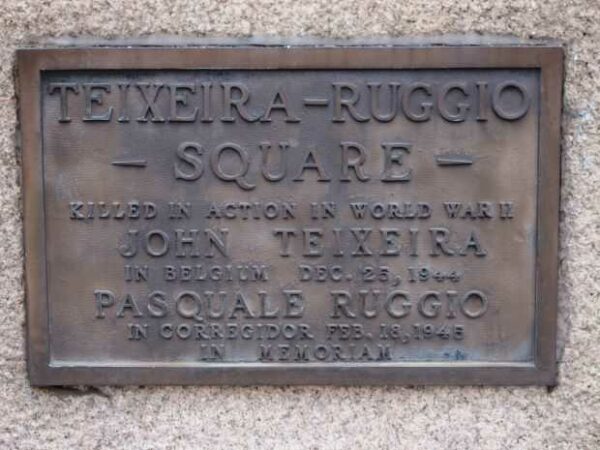 TEIXEIRA-RUGGIO
- SQUARE -
KILLED IN ACTION IN WORLD WAR II
JOHN TEIXEIRA
IN BELGIUM DEC. 25, 1944
PASQUALE RUGGIO
IN CORREGIDOR FEB. 18, 1945
IN MEMORIAM